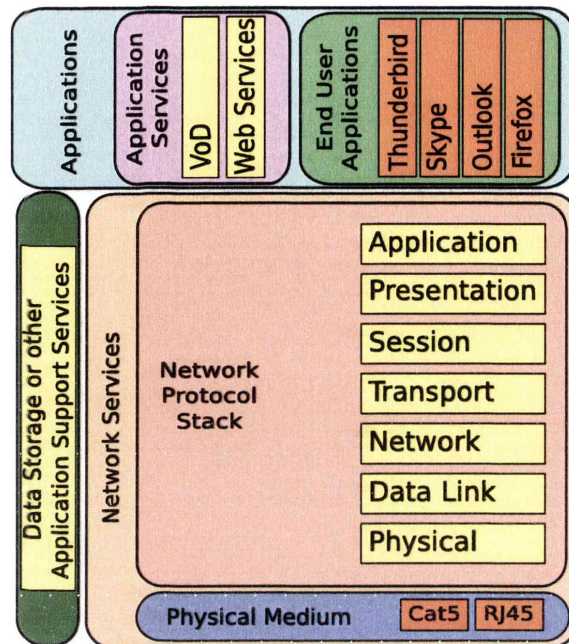 Applications
Application
Services
VoD
Web Services
End User
Applications
Thunderbird
Skype
Outlook
Firefox
Data Storage or other
Application Support Services
Network Services
Network
Protocol
Stack
Application
Presentation
Session
Transport
Network
Data Link
Physical
Physical Medium
Cat5
RJ45